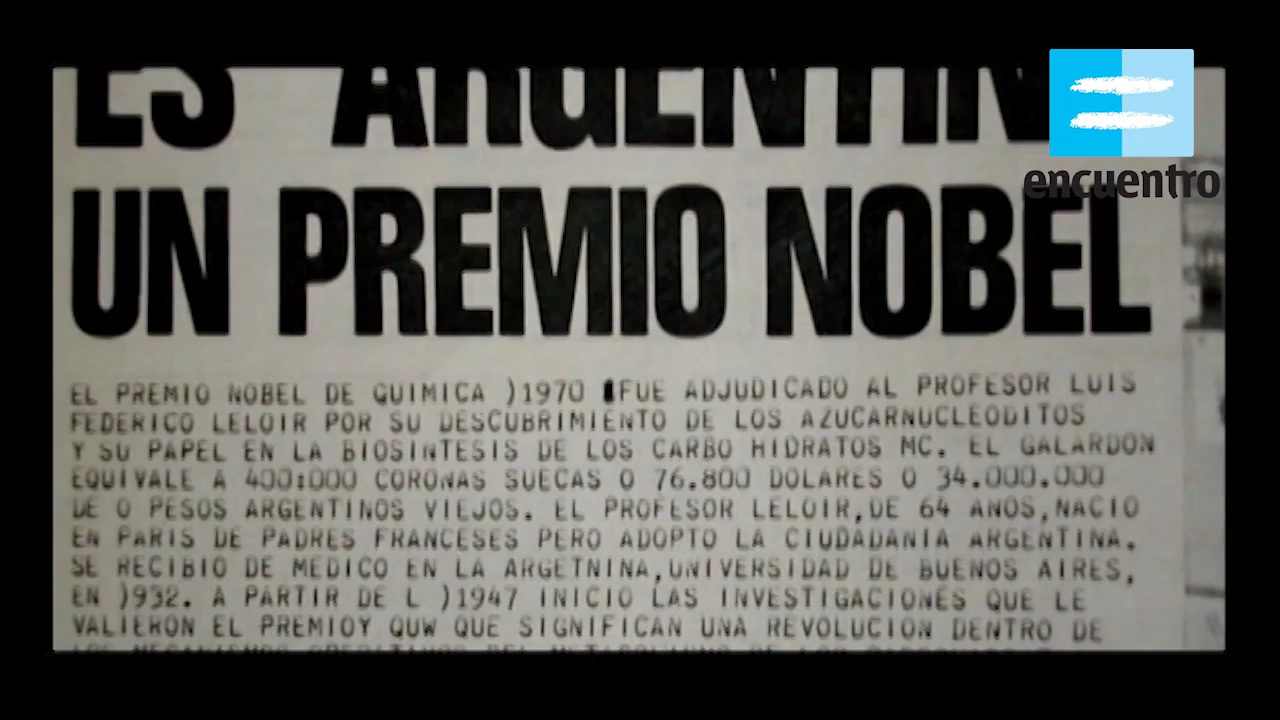 ES ARGENTIN
encuentro
UN PREMIO NOBEL
EL PREMIO NOBEL DE QUIMICA )1970 FUE ADJUDICADO AL PROFESOR LUIS
FEDERICO LELOIR POR SU DESCUBRIMIENTO DE LOS AZUCARNUCLEODITOS
Y SU PAPEL EN LA BIOSINTESIS DE LOS CARBO HIDRATOS MC. EL GALARDON
EQUIVALE A 400:000 CORONAS SUECAS O 76.800 DOLARES O 34.000.000
DE O PESOS ARGENTINOS VIEJOS. EL PROFESOR LELOIR,DE 64 ANOS,NACIO
EN PARIS DE PADRES FRANCESES PERO ADOPTO LA CIUDADANIA ARGENTINA.
SE RECIBIO DE MEDICO EN LA ARGETNINA,UNIVERSIDAD DE BUENOS AIRES,
EN )932. A PARTIR DE L )1947 INICIO LAS INVESTIGACIONES QUE LE
VALIERON EL PREMIOY QUW QUE SIGNIFICAN UNA REVOLUCION DENTRO DE